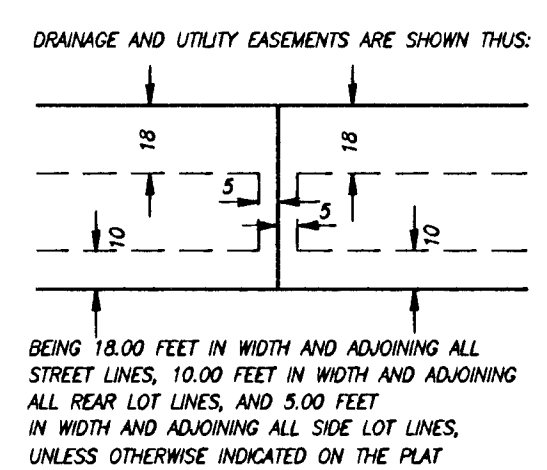 DRAINAGE AND UTILITY EASEMENTS ARE SHOWN THUS:
18
18
5
5
10
10
BEING 18.00 FEET IN WIDTH AND ADJOINING ALL
STREET LINES, 10.00 FEET IN WIDTH AND ADJOINING
ALL REAR LOT LINES, AND 5.00 FEET
IN WIDTH AND ADJOINING ALL SIDE LOT LINES,
UNLESS OTHERWISE INDICATED ON THE PLAT